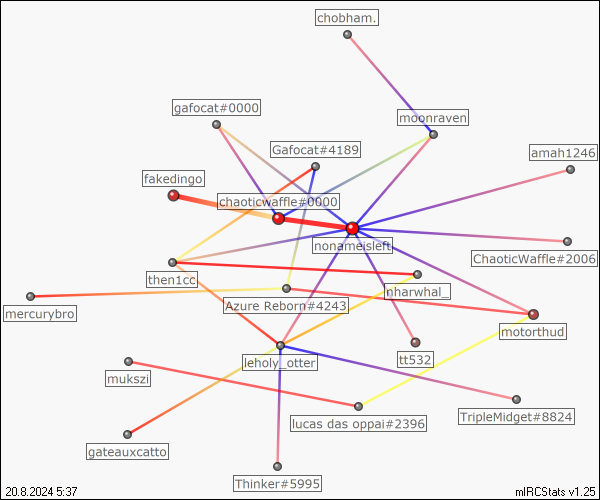 chobham.
gafocat#0000
moonraven
Gafocat#4189
amah1246
fakedingo
chaoticwaffle#0000
nonameisleft
ChaoticWaffle#2006
then1cc
nharwhal_
mercurybro
Azure Reborn#4243
motorthud
leholy_otter
tt532
mukszi
TripleMidget#8824
lucas das oppai#2396
gateauxcatto
Thinker#5995
20.8.2024 5:37
mIRCStats v1.25